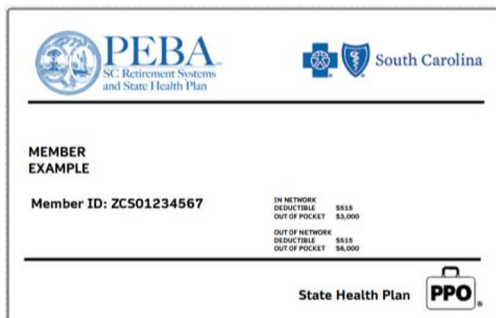 PEBA
SC Retirement Systems
and State Health Plan
South Carolina
MEMBER
EXAMPLE
Member ID: ZCS01234567
IN NETWORK
DEDUCTIBLE $515
OUT OF POCKET $3,000
OUT OF NETWORK
DEDUCTIBLE $515
OUT OF POCKET $6,000
State Health Plan
PPO®